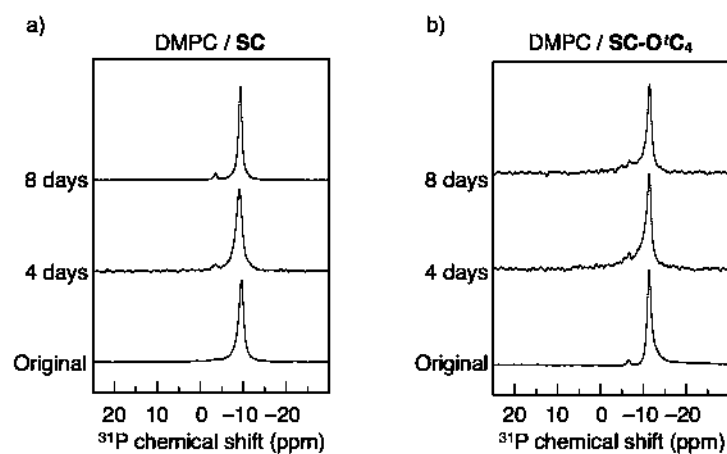 a)
DMPC / SC
8 days
4 days
Original
20 10 0 −10 −20
³¹P chemical shift (ppm)
b)
DMPC / SC-OᵗC₄
8 days
4 days
Original
20 10 0 −10 −20
³¹P chemical shift (ppm)